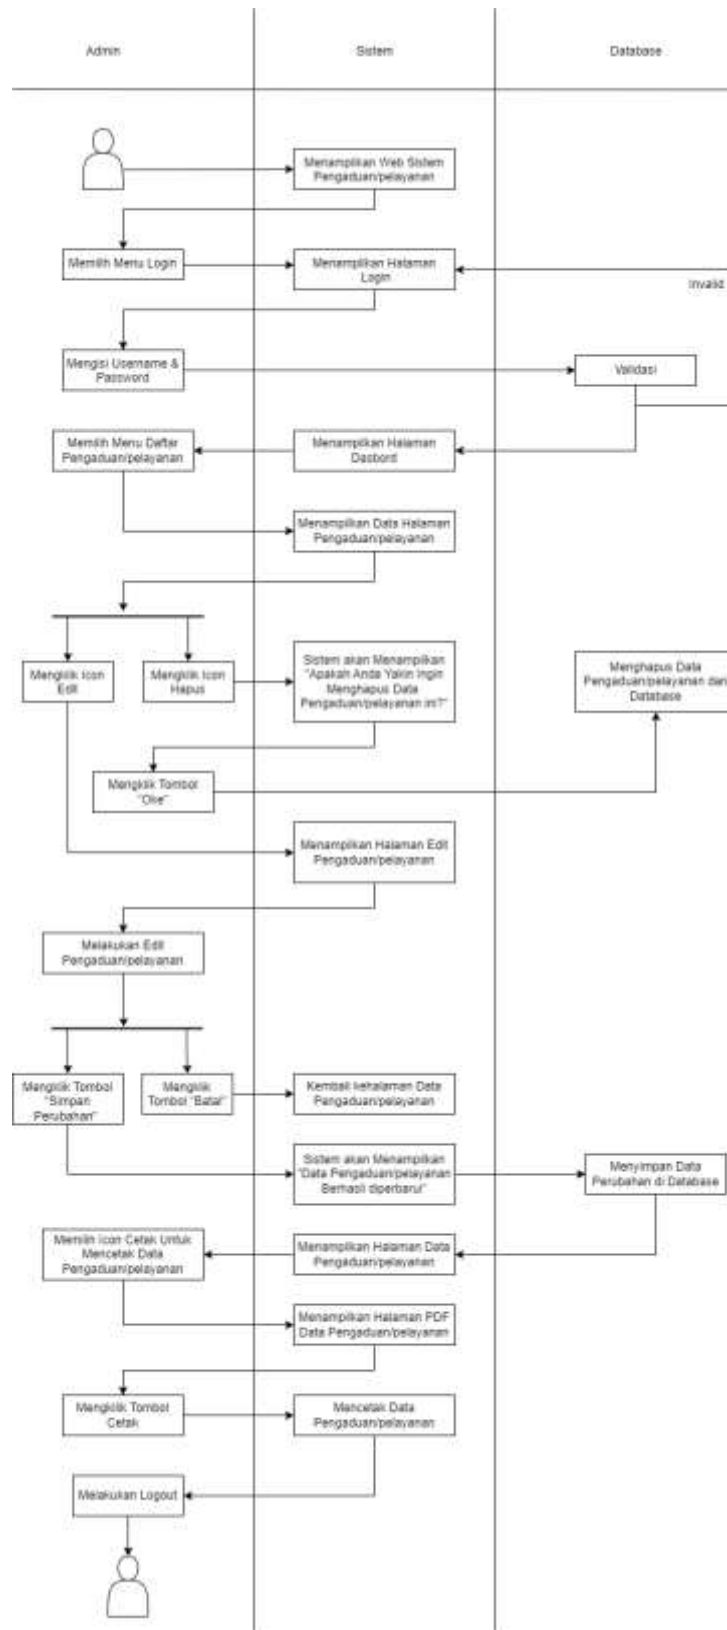 Admin
Sistem
Database
Menampilkan Web Sistem
Pengaduan/pelayanan
Memilih Menu Login
Menampilkan Halaman
Login
Invalid
Mengisi Username &
Password
Validasi
Memilih Menu Daftar
Pengaduan/pelayanan
Menampilkan Halaman
Dasbord
Menampilkan Data Halaman
Pengaduan/pelayanan
Mengklik Icon
Edit
Mengklik Icon
Hapus
Sistem akan Menampilkan
"Apakah Anda Yakin Ingin
Menghapus Data
Pengaduan/pelayanan ini?"
Menghapus Data
Pengaduan/pelayanan dari
Database
Mengklik Tombol
"Oke"
Menampilkan Halaman Edit
Pengaduan/pelayanan
Melakukan Edit
Pengaduan/pelayanan
Mengklik Tombol
"Simpan
Perubahan"
Mengklik
Tombol "Batal"
Kembali kehalaman Data
Pengaduan/pelayanan
Sistem akan Menampilkan
"Data Pengaduan/pelayanan
Berhasil diperbarui"
Menyimpan Data
Perubahan di Database
Memilih icon Cetak Untuk
Mencetak Data
Pengaduan/pelayanan
Menampilkan Halaman Data
Pengaduan/pelayanan
Menampilkan Halaman PDF
Data Pengaduan/pelayanan
Mengklik Tombol
Cetak
Mencetak Data
Pengaduan/pelayanan
Melakukan Logout